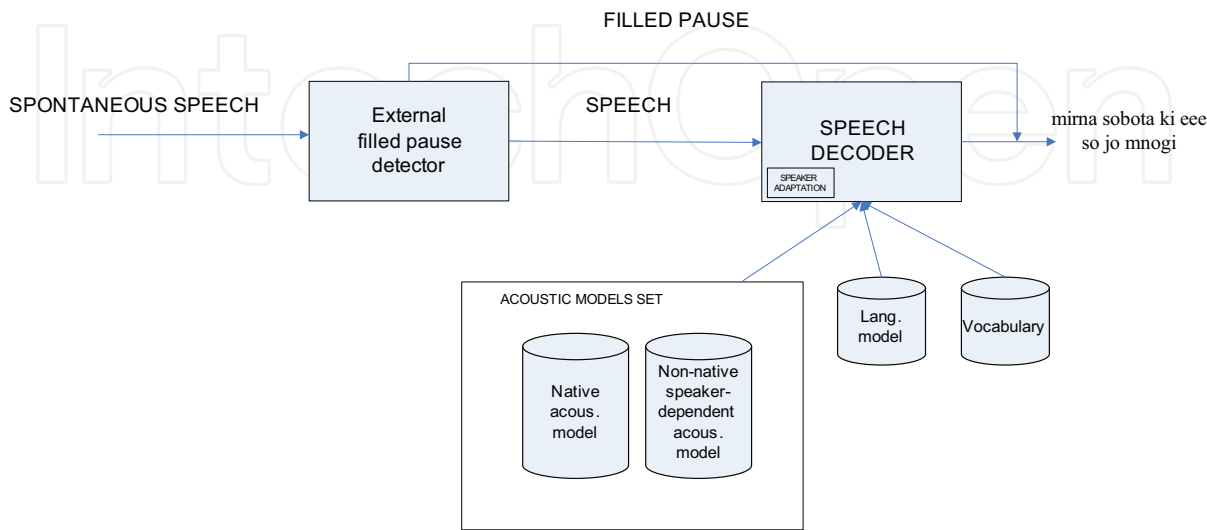 FILLED PAUSE
IntechOpen
SPONTANEOUS SPEECH
External
filled pause
detector
SPEECH
SPEECH
DECODER
SPEAKER
ADAPTATION
mirna sobota ki eee
so jo mnogi
ACOUSTIC MODELS SET
Native
acous.
model
Non-native
speaker-
dependent
acous.
model
Lang.
model
Vocabulary